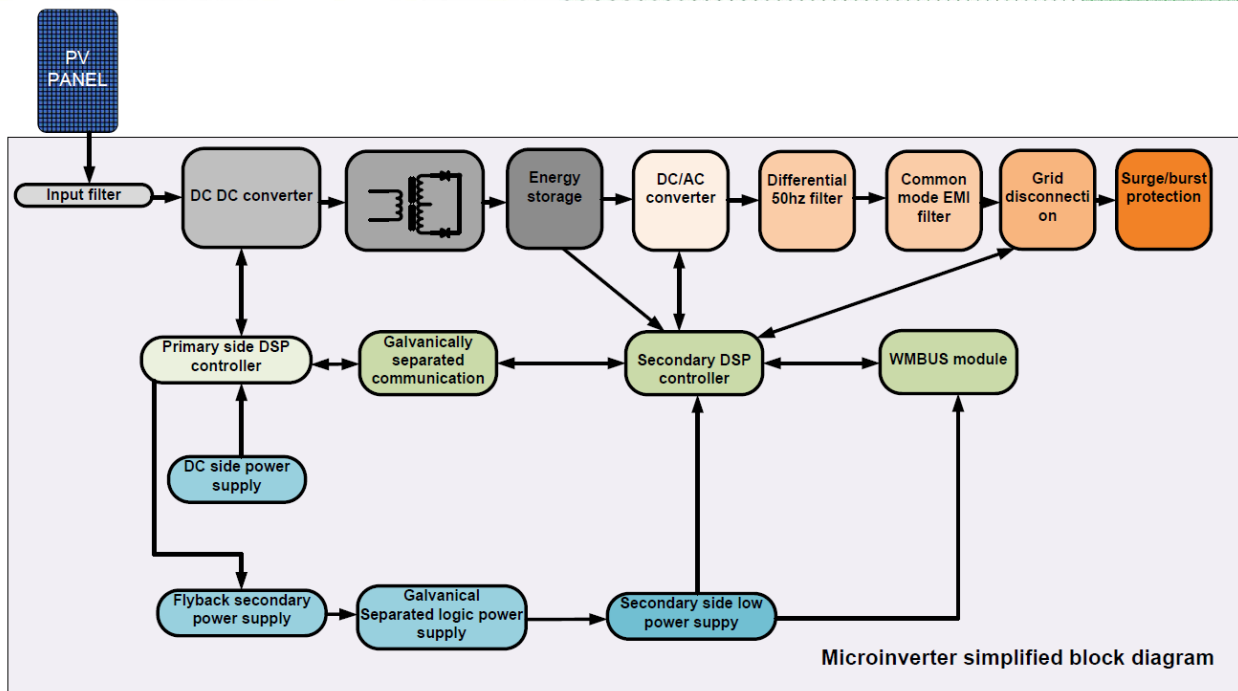 PV
PANEL
Input filter
DC DC converter
Energy
storage
DC/AC
converter
Differential
50hz filter
Common
mode EMI
filter
Grid
disconnecti
on
Surge/burst
protection
Primary side DSP
controller
Galvanically
separated
communication
Secondary DSP
controller
WMBUS module
DC side power
supply
Flyback secondary
power supply
Galvanical
Separated logic power
supply
Secondary side low
power suppy
Microinverter simplified block diagram